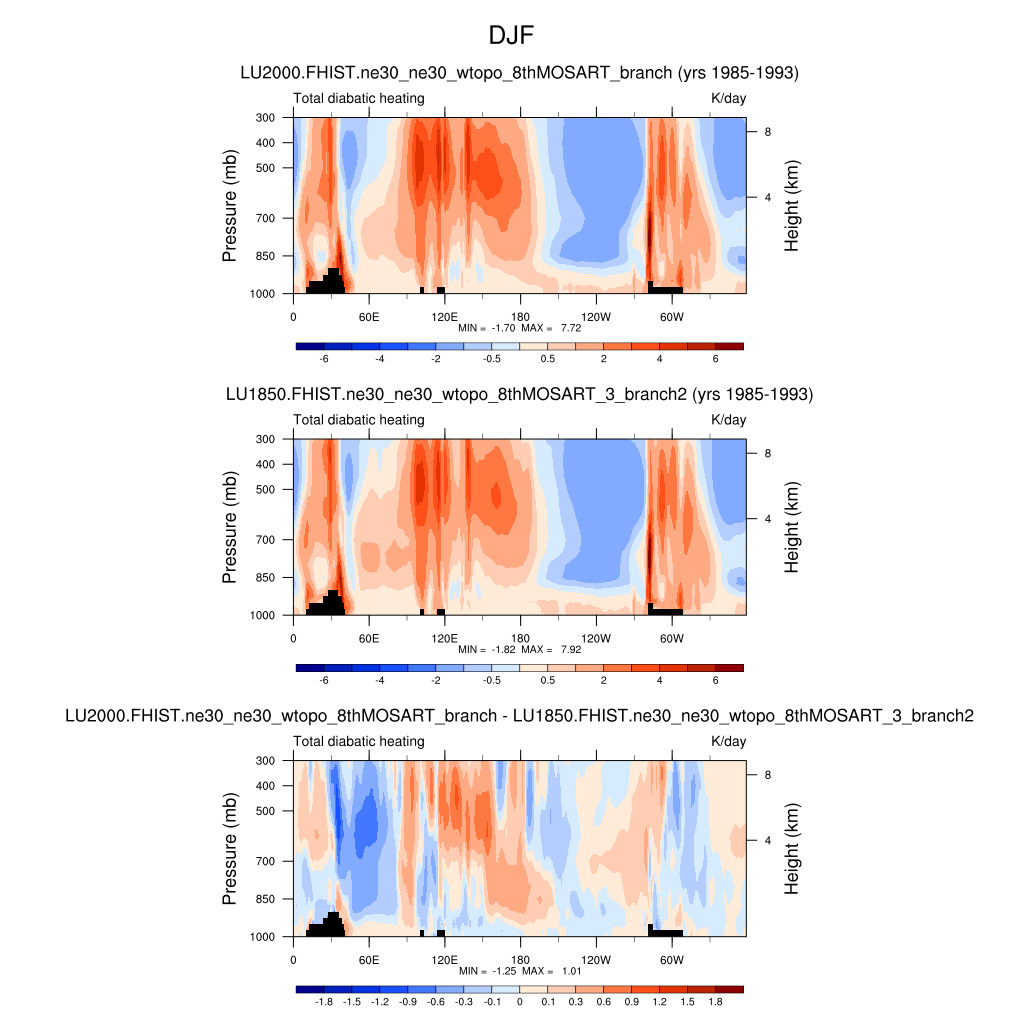 DJF
LU2000.FHIST.ne30_ne30_wtopo_8thMOSART_branch (yrs 1985-1993)
Total diabatic heating K/day
300
400
500
700
850
1000
Pressure (mb)
8
4
Height (km)
0 60E 120E 180 120W 60W
MIN = -1.70 MAX = 7.72
-6 -4 -2 -0.5 0.5 2 4 6
LU1850.FHIST.ne30_ne30_wtopo_8thMOSART_3_branch2 (yrs 1985-1993)
Total diabatic heating K/day
300
400
500
700
850
1000
Pressure (mb)
8
4
Height (km)
0 60E 120E 180 120W 60W
MIN = -1.82 MAX = 7.92
-6 -4 -2 -0.5 0.5 2 4 6
LU2000.FHIST.ne30_ne30_wtopo_8thMOSART_branch - LU1850.FHIST.ne30_ne30_wtopo_8thMOSART_3_branch2
Total diabatic heating K/day
300
400
500
700
850
1000
Pressure (mb)
8
4
Height (km)
0 60E 120E 180 120W 60W
MIN = -1.25 MAX = 1.01
-1.8 -1.5 -1.2 -0.9 -0.6 -0.3 -0.1 0 0.1 0.3 0.6 0.9 1.2 1.5 1.8